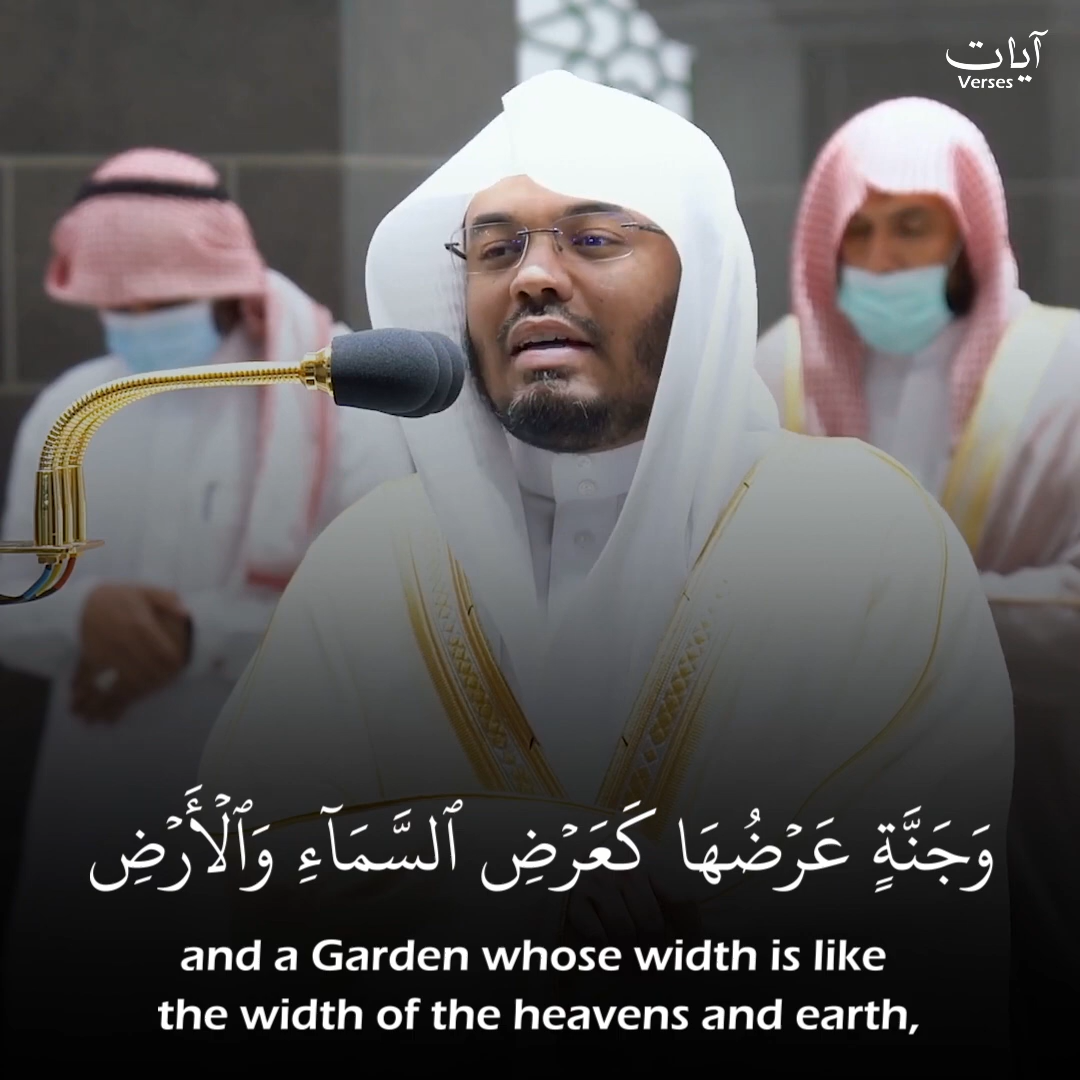 آيات
Verses
وَجَنَّةٍ عَرۡضُهَا كَعَرۡضِ ٱلسَّمَآءِ وَٱلۡأَرۡضِ
and a Garden whose width is like
the width of the heavens and earth,